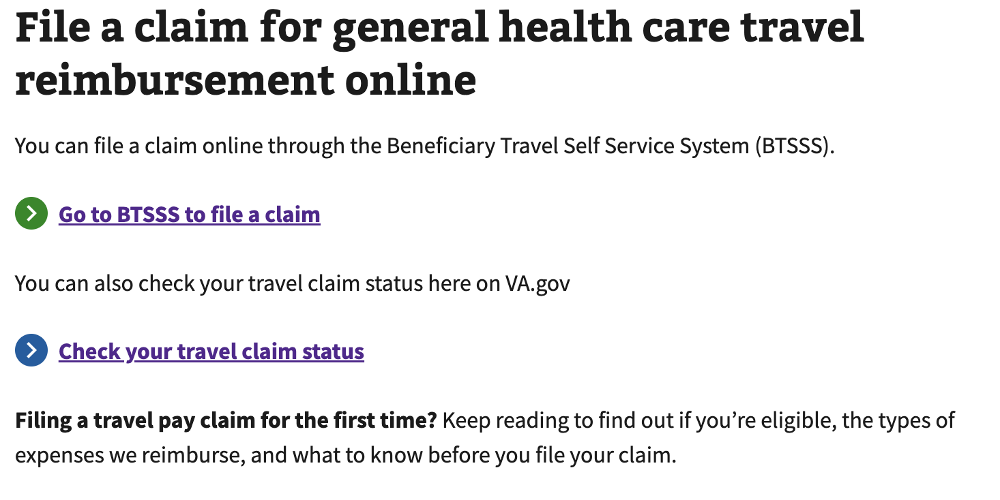 File a claim for general health care travel
reimbursement online
You can file a claim online through the Beneficiary Travel Self Service System (BTSSS).
Go to BTSSS to file a claim
You can also check your travel claim status here on VA.gov
Check your travel claim status
Filing a travel pay claim for the first time? Keep reading to find out if you’re eligible, the types of
expenses we reimburse, and what to know before you file your claim.